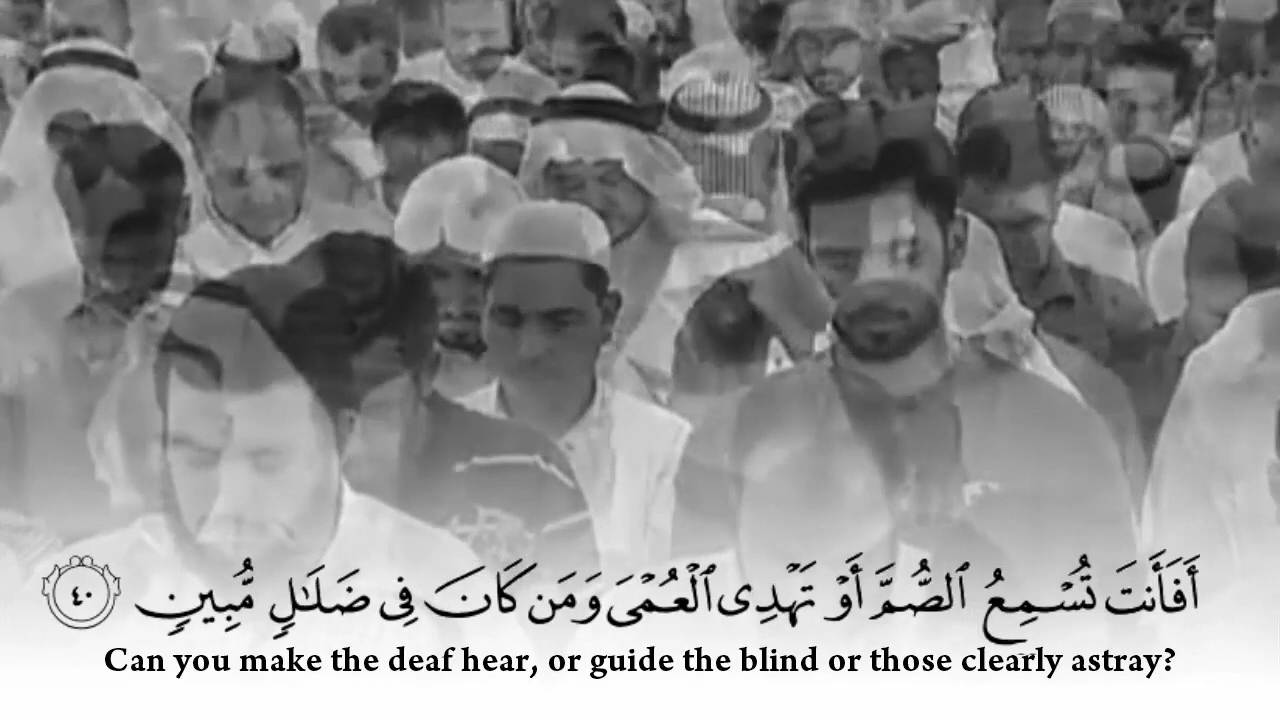 أَفَأَنتَ تُسْمِعُ ٱلصُّمَّ أَوْ تَهْدِى ٱلْعُمْىَ وَمَن كَانَ فِى ضَلَٰلٍ مُّبِينٍ ٤٠
Can you make the deaf hear, or guide the blind or those clearly astray?